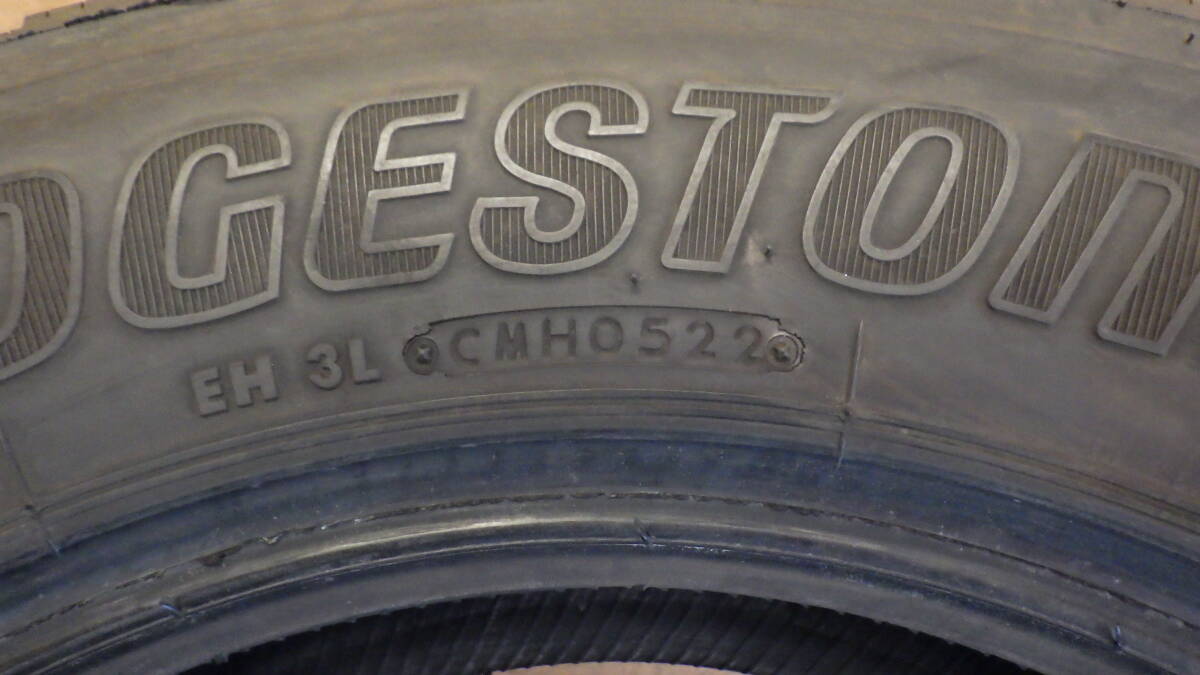 DGESTON
EH 3L CMH0522